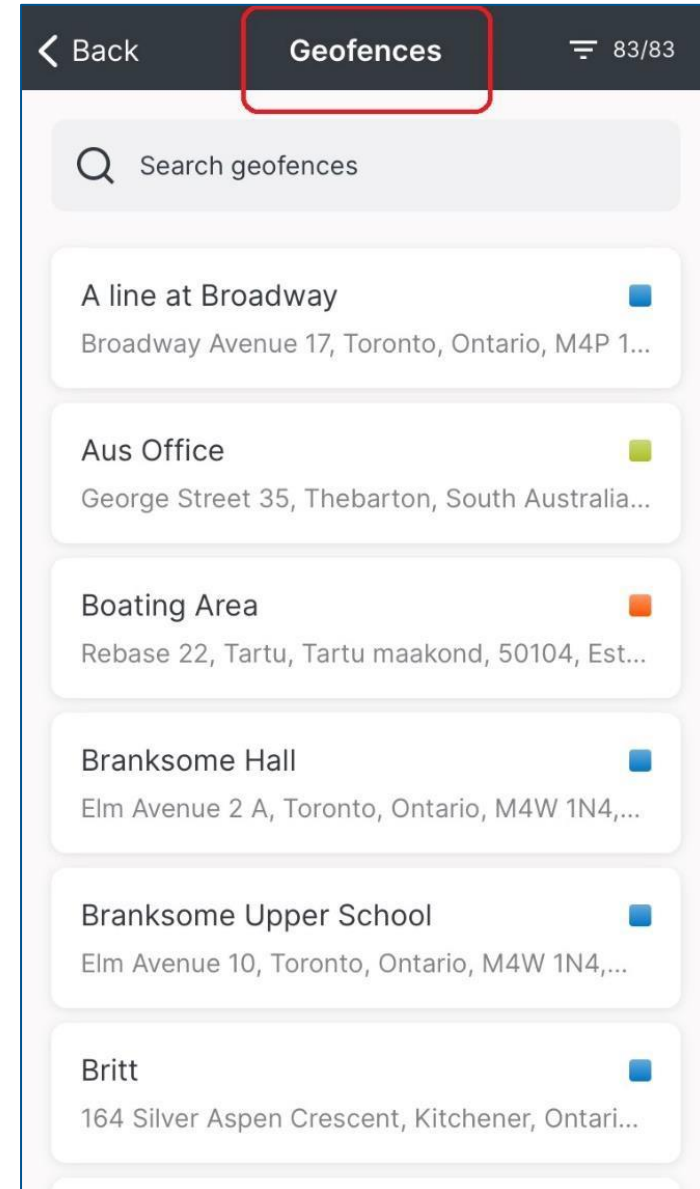 Back Geofences 83/83
Search geofences
A line at Broadway
Broadway Avenue 17, Toronto, Ontario, M4P 1...
Aus Office
George Street 35, Thebarton, South Australia...
Boating Area
Rebase 22, Tartu, Tartu maakond, 50104, Est...
Branksome Hall
Elm Avenue 2 A, Toronto, Ontario, M4W 1N4,...
Branksome Upper School
Elm Avenue 10, Toronto, Ontario, M4W 1N4,...
Britt
164 Silver Aspen Crescent, Kitchener, Ontari...